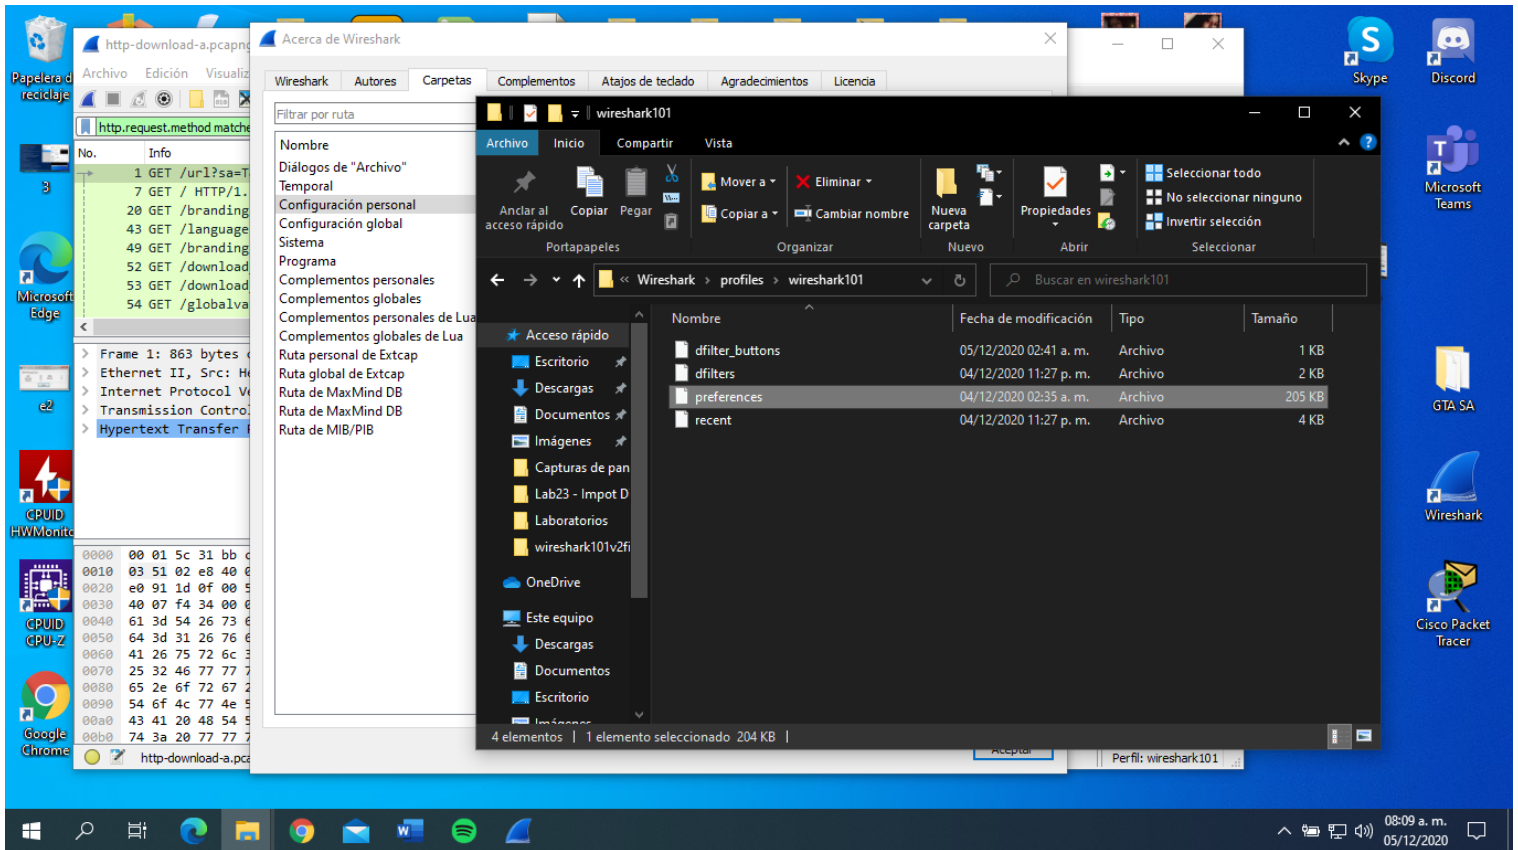 Papelera d
reciclaje
3
Microsoft
Edge
e2
CPUID
HWMonito
CPUID
CPU-Z
Google
Chrome
Skype
Discord
Microsoft
Teams
GTA SA
Wireshark
Cisco Packet
Tracer
http-download-a.pcapng
Archivo Edición Visualiz
http.request.method matche
No. Info
1 GET /url?sa=T
7 GET / HTTP/1.
20 GET /branding
43 GET /language
49 GET /branding
52 GET /download
53 GET /download
54 GET /globalva
Frame 1: 863 bytes
Ethernet II, Src: He
Internet Protocol Ve
Transmission Control
Hypertext Transfer
0000 00 01 5c 31 bb
0010 03 51 02 e8 40
0020 e0 91 1d 0f 00
0030 40 07 f4 34 00
0040 61 3d 54 26 73
0050 64 3d 31 26 76
0060 41 26 75 72 6c
0070 25 32 46 77 77
0080 65 2e 6f 72 67
0090 54 6f 4c 77 4e
00a0 43 41 20 48 54
00b0 74 3a 20 77 77
http-download-a.pca
Perfil: wireshark101
Acerca de Wireshark
Wireshark Autores Carpetas Complementos Atajos de teclado Agradecimientos Licencia
Filtrar por ruta
Nombre
Diálogos de "Archivo"
Temporal
Configuración personal
Configuración global
Sistema
Programa
Complementos personales
Complementos globales
Complementos personales de Lua
Complementos globales de Lua
Ruta personal de Extcap
Ruta global de Extcap
Ruta de MaxMind DB
Ruta de MaxMind DB
Ruta de MIB/PIB
Aceptar
wireshark101
Archivo Inicio Compartir Vista
Anclar al
acceso rápido
Copiar Pegar
Mover a
Copiar a
Eliminar
Cambiar nombre
Nueva
carpeta
Propiedades
Seleccionar todo
No seleccionar ninguno
Invertir selección
Portapapeles Organizar Nuevo Abrir Seleccionar
« Wireshark › profiles › wireshark101
Buscar en wireshark101
Acceso rápido
Escritorio
Descargas
Documentos
Imágenes
Capturas de pan
Lab23 - Impot D
Laboratorios
wireshark101v2fi
OneDrive
Este equipo
Descargas
Documentos
Escritorio
Imágenes
Nombre Fecha de modificación Tipo Tamaño
dfilter_buttons 05/12/2020 02:41 a. m. Archivo 1 KB
dfilters 04/12/2020 11:27 p. m. Archivo 2 KB
preferences 04/12/2020 02:35 a. m. Archivo 205 KB
recent 04/12/2020 11:27 p. m. Archivo 4 KB
4 elementos | 1 elemento seleccionado 204 KB |
08:09 a. m.
05/12/2020